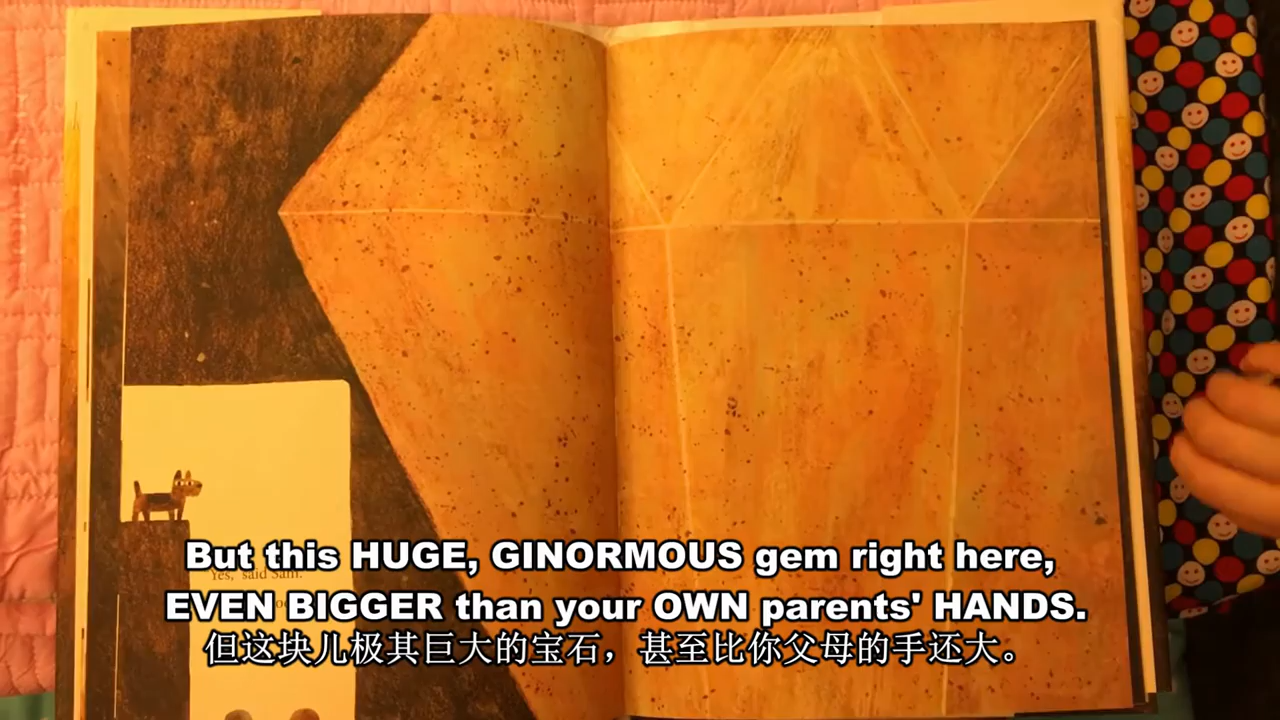 Yes, said Sam.
But this HUGE, GINORMOUS gem right here,
EVEN BIGGER than your OWN parents' HANDS.
但这块儿极其巨大的宝石，甚至比你父母的手还大。